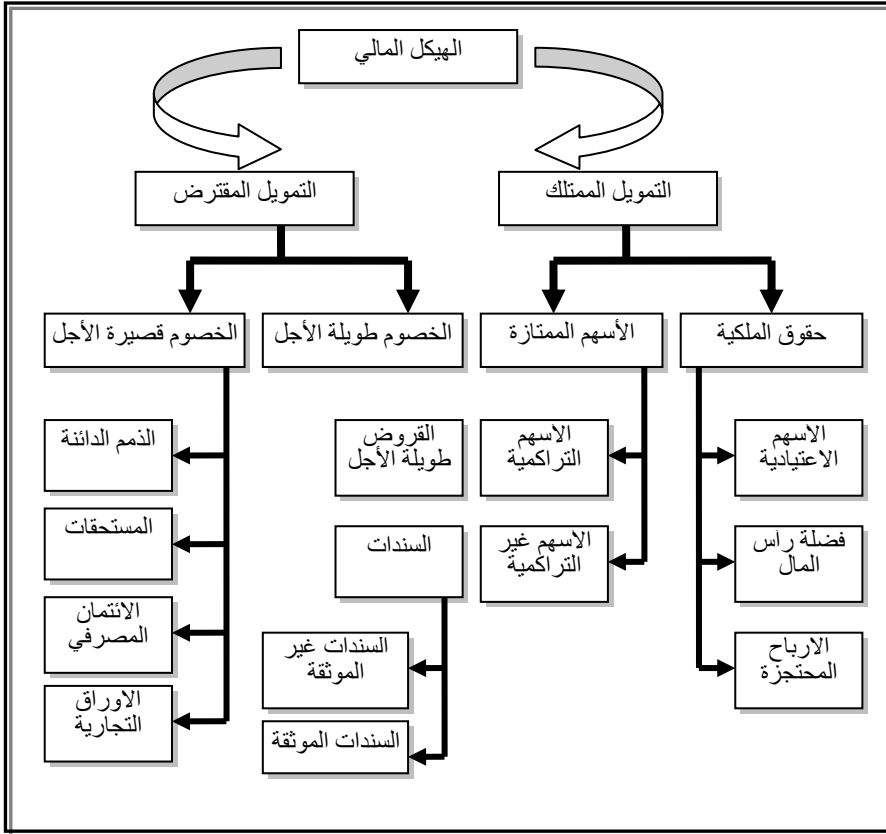 الهيكل المالي
التمويل الممتلك
التمويل المقترض
حقوق الملكية
الأسهم الممتازة
الخصوم طويلة الأجل
الخصوم قصيرة الأجل
الاسهم
الاعتيادية
فضلة رأس
المال
الارباح
المحتجزة
الاسهم
التراكمية
الاسهم غير
التراكمية
القروض
طويلة الأجل
السندات
السندات غير
الموثقة
السندات الموثقة
الذمم الدائنة
المستحقات
الائتمان
المصرفي
الاوراق
التجارية